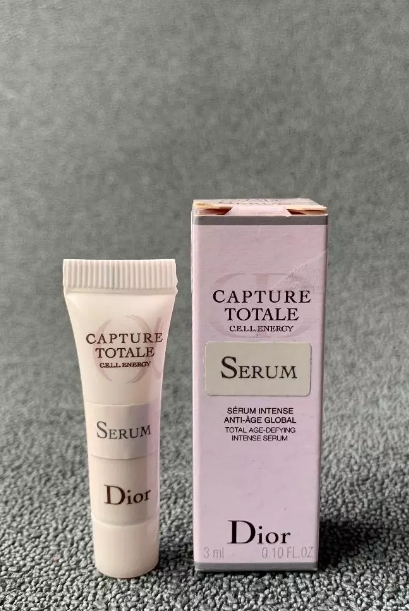 CAPTURE
TOTALE
C.E.L.L. ENERGY
SERUM
Dior
CAPTURE
TOTALE
C.E.L.L. ENERGY
SERUM
SÉRUM INTENSE
ANTI-ÂGE GLOBAL
TOTAL AGE-DEFYING
INTENSE SERUM
Dior
3 ml 0.10 FL.OZ